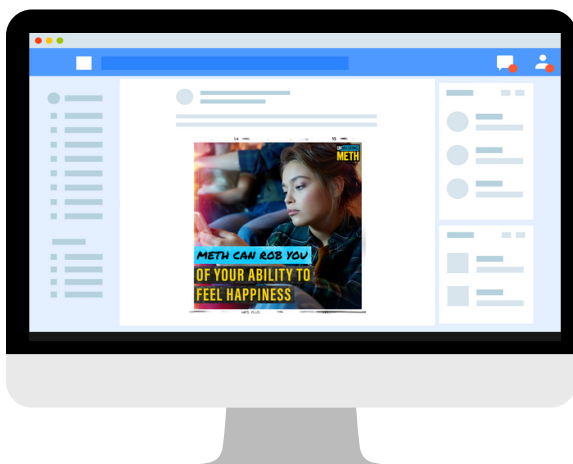 METH
METH CAN ROB YOU
OF YOUR ABILITY TO
FEEL HAPPINESS